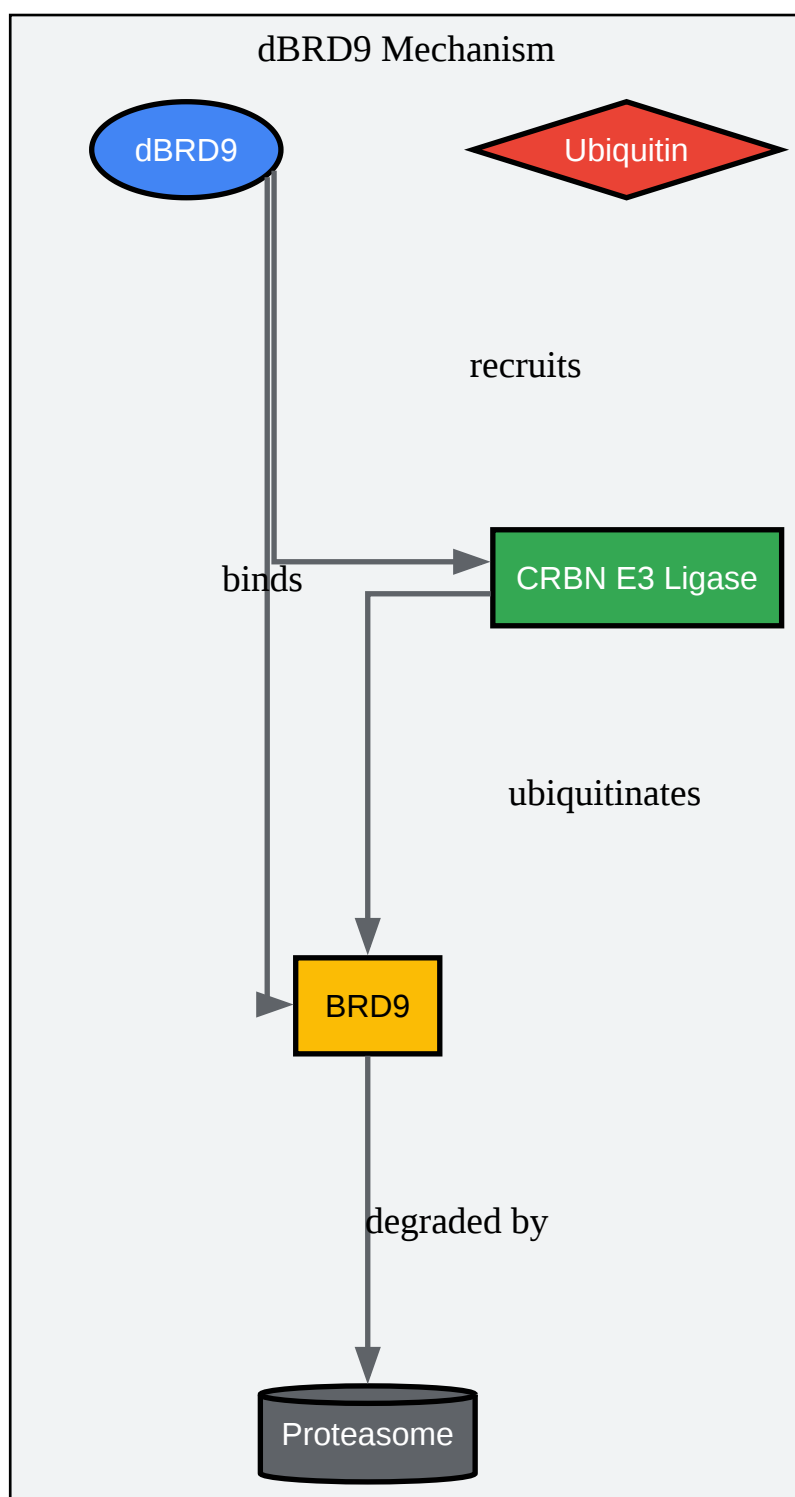 dBRD9 Mechanism
dBRD9
Ubiquitin
recruits
binds
CRBN E3 Ligase
ubiquitinates
BRD9
degraded by
Proteasome